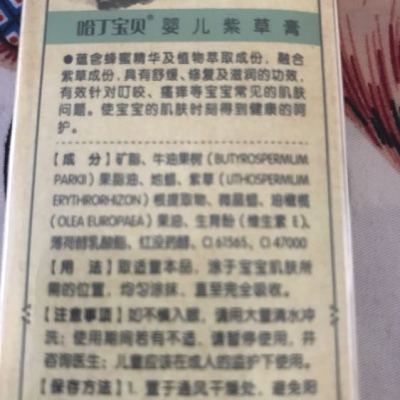 哈丁宝贝® 婴儿紫草膏
●蕴含蜂蜜精华及植物萃取成份，融合
紫草成份，具有舒缓、修复及滋润的功效，
有效针对叮咬、瘙痒等宝宝常见的肌肤
问题。使宝宝的肌肤时刻得到健康的呵
护。
【成 分】矿脂、牛油果树（BUTYROSPERMUM
PARKII）果脂油、地蜡、紫草（LITHOSPERMUM
ERYTHRORHIZON）根提取物、微晶蜡、油橄榄
（OLEA EUROPAEA）果油、生育酚（维生素E）、
薄荷醇乳酸酯、红没药醇、CI 61565、CI 47000
【用 法】取适量本品，涂于宝宝肌肤所
需的位置，均匀涂抹，直至完全吸收。
【注意事项】如不慎入眼，请用大量清水冲
洗；使用期间若有不适，请暂停使用，并
咨询医生；儿童应该在成人的监护下使用。
【保存方法】1、置于通风干燥处，避免阳